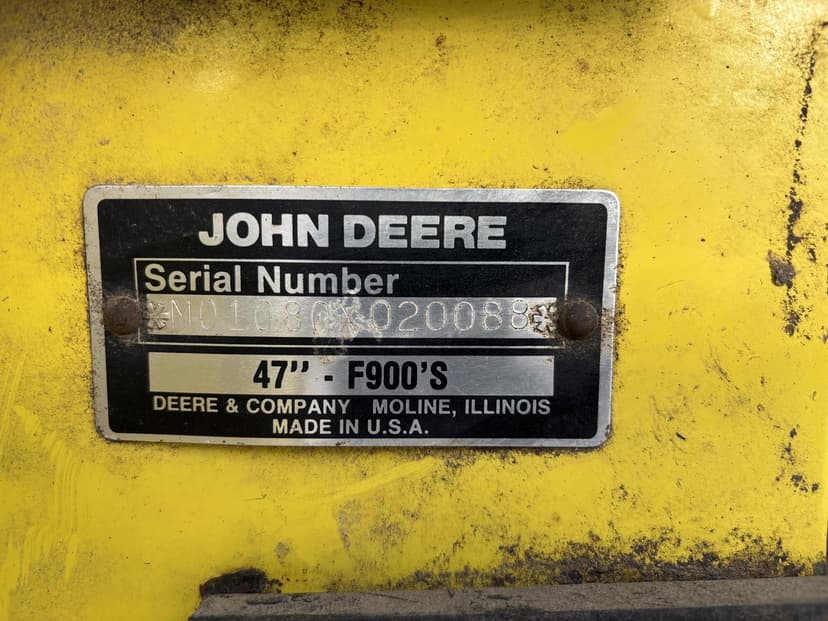 JOHN DEERE
Serial Number
*M01080X020088*
47" - F900'S
DEERE & COMPANY MOLINE, ILLINOIS
MADE IN U.S.A.